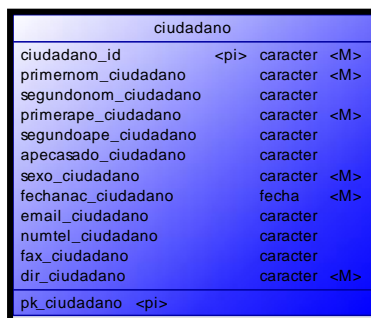 ciudadano
ciudadano_id <pi> caracter <M>
primernom_ciudadano caracter <M>
segundonom_ciudadano caracter
primerape_ciudadano caracter <M>
segundoape_ciudadano caracter
apecasado_ciudadano caracter
sexo_ciudadano caracter <M>
fechanac_ciudadano fecha <M>
email_ciudadano caracter
numtel_ciudadano caracter
fax_ciudadano caracter
dir_ciudadano caracter <M>
pk_ciudadano <pi>